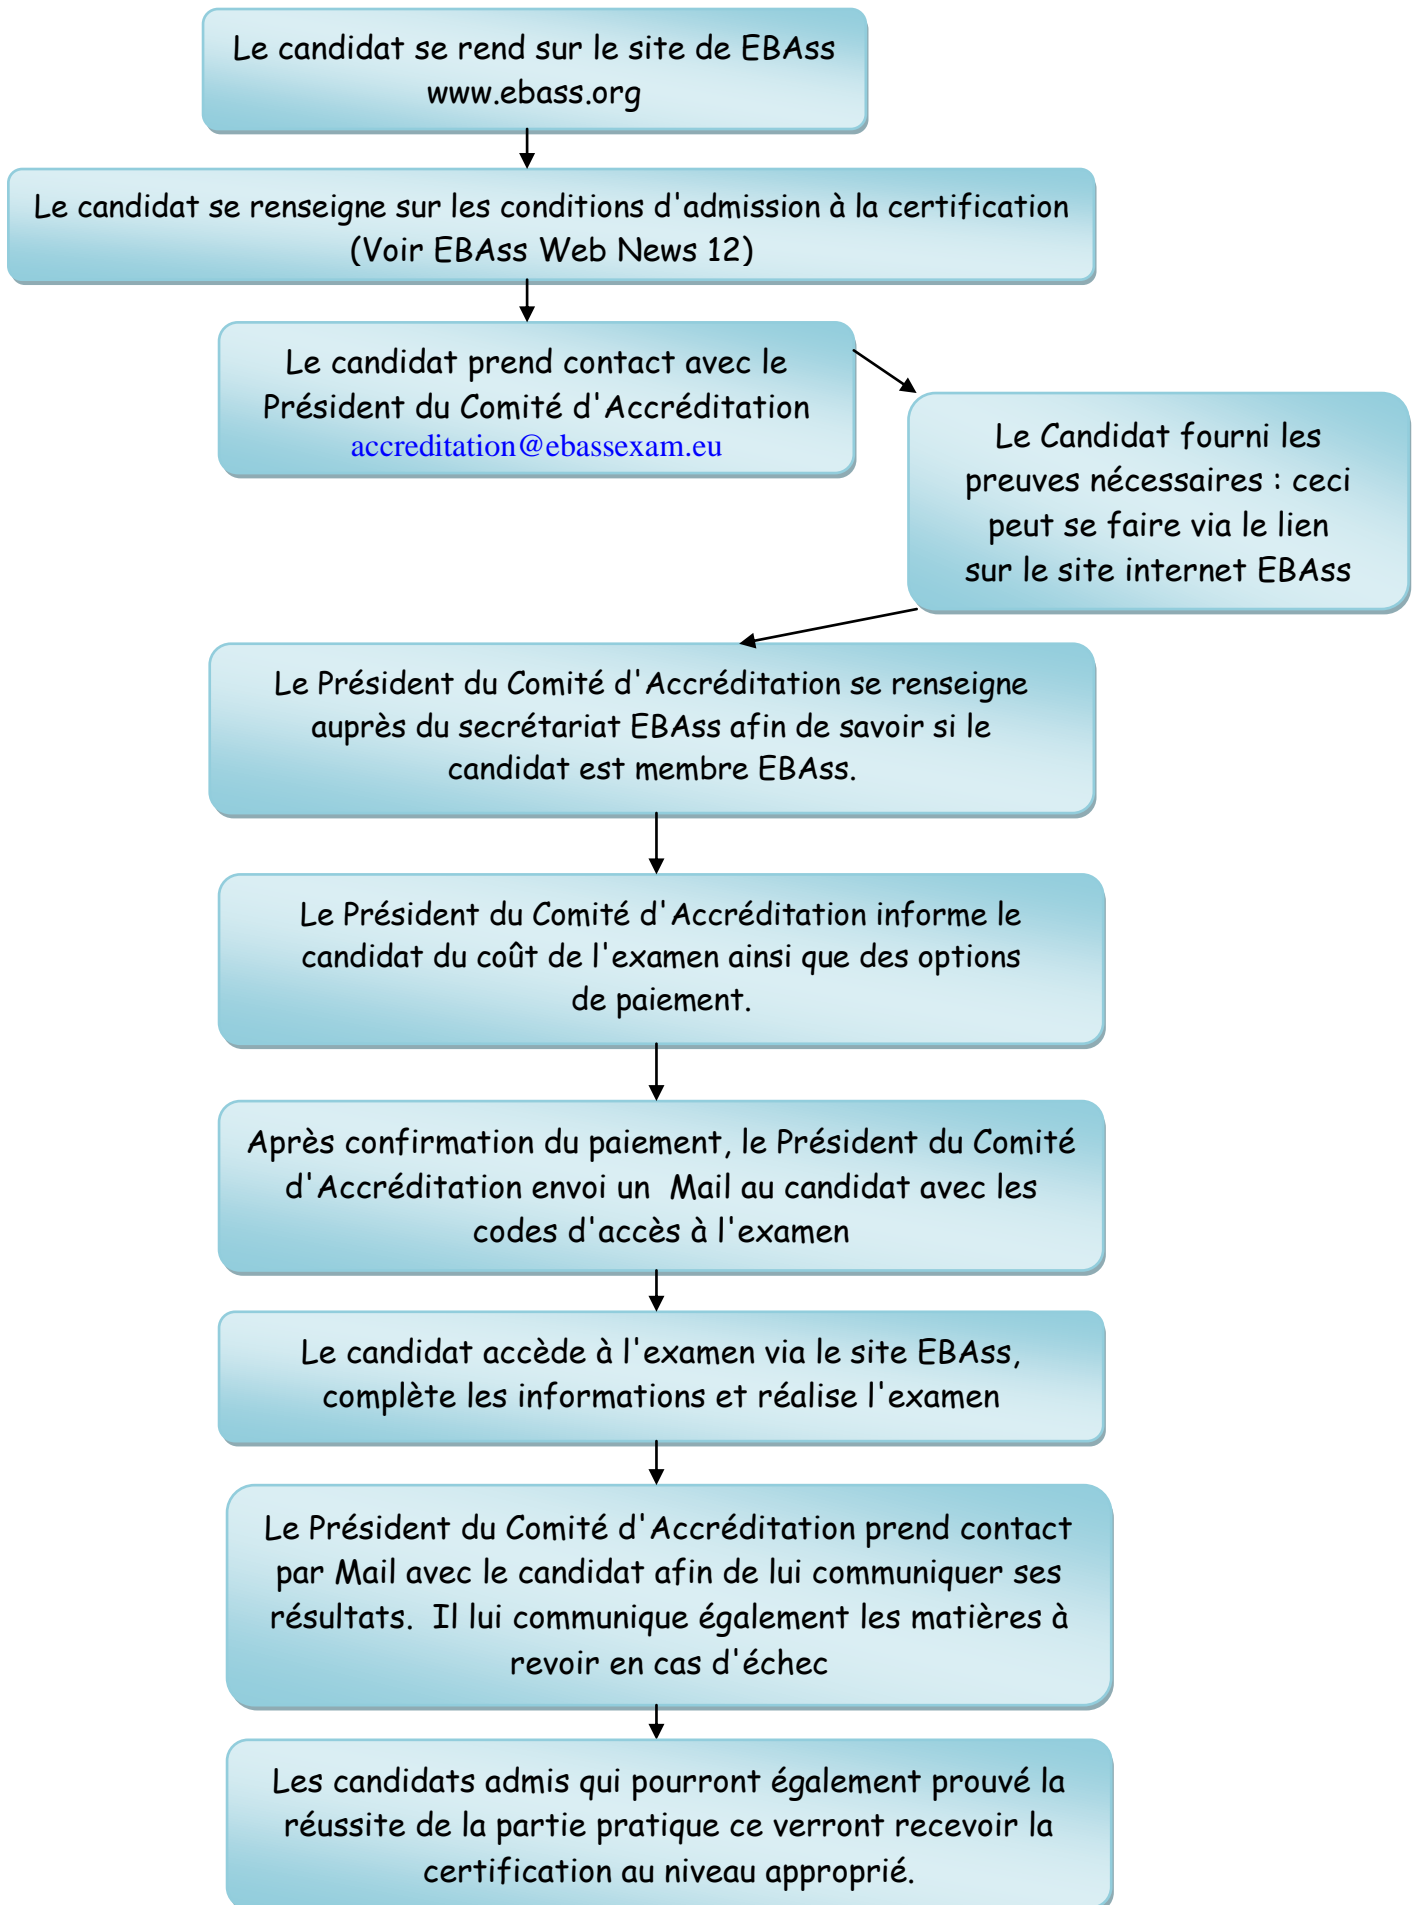 Le candidat se rend sur le site de EBAss
www.ebass.org
Le candidat se renseigne sur les conditions d'admission à la certification
(Voir EBAss Web News 12)
Le candidat prend contact avec le
Président du Comité d'Accréditation
accreditation@ebassexam.eu
Le Candidat fourni les
preuves nécessaires : ceci
peut se faire via le lien
sur le site internet EBAss
Le Président du Comité d'Accréditation se renseigne
auprès du secrétariat EBAss afin de savoir si le
candidat est membre EBAss.
Le Président du Comité d'Accréditation informe le
candidat du coût de l'examen ainsi que des options
de paiement.
Après confirmation du paiement, le Président du Comité
d'Accréditation envoi un  Mail au candidat avec les
codes d'accès à l'examen
Le candidat accède à l'examen via le site EBAss,
complète les informations et réalise l'examen
Le Président du Comité d'Accréditation prend contact
par Mail avec le candidat afin de lui communiquer ses
résultats.  Il lui communique également les matières à
revoir en cas d'échec
Les candidats admis qui pourront également prouvé la
réussite de la partie pratique ce verront recevoir la
certification au niveau approprié.